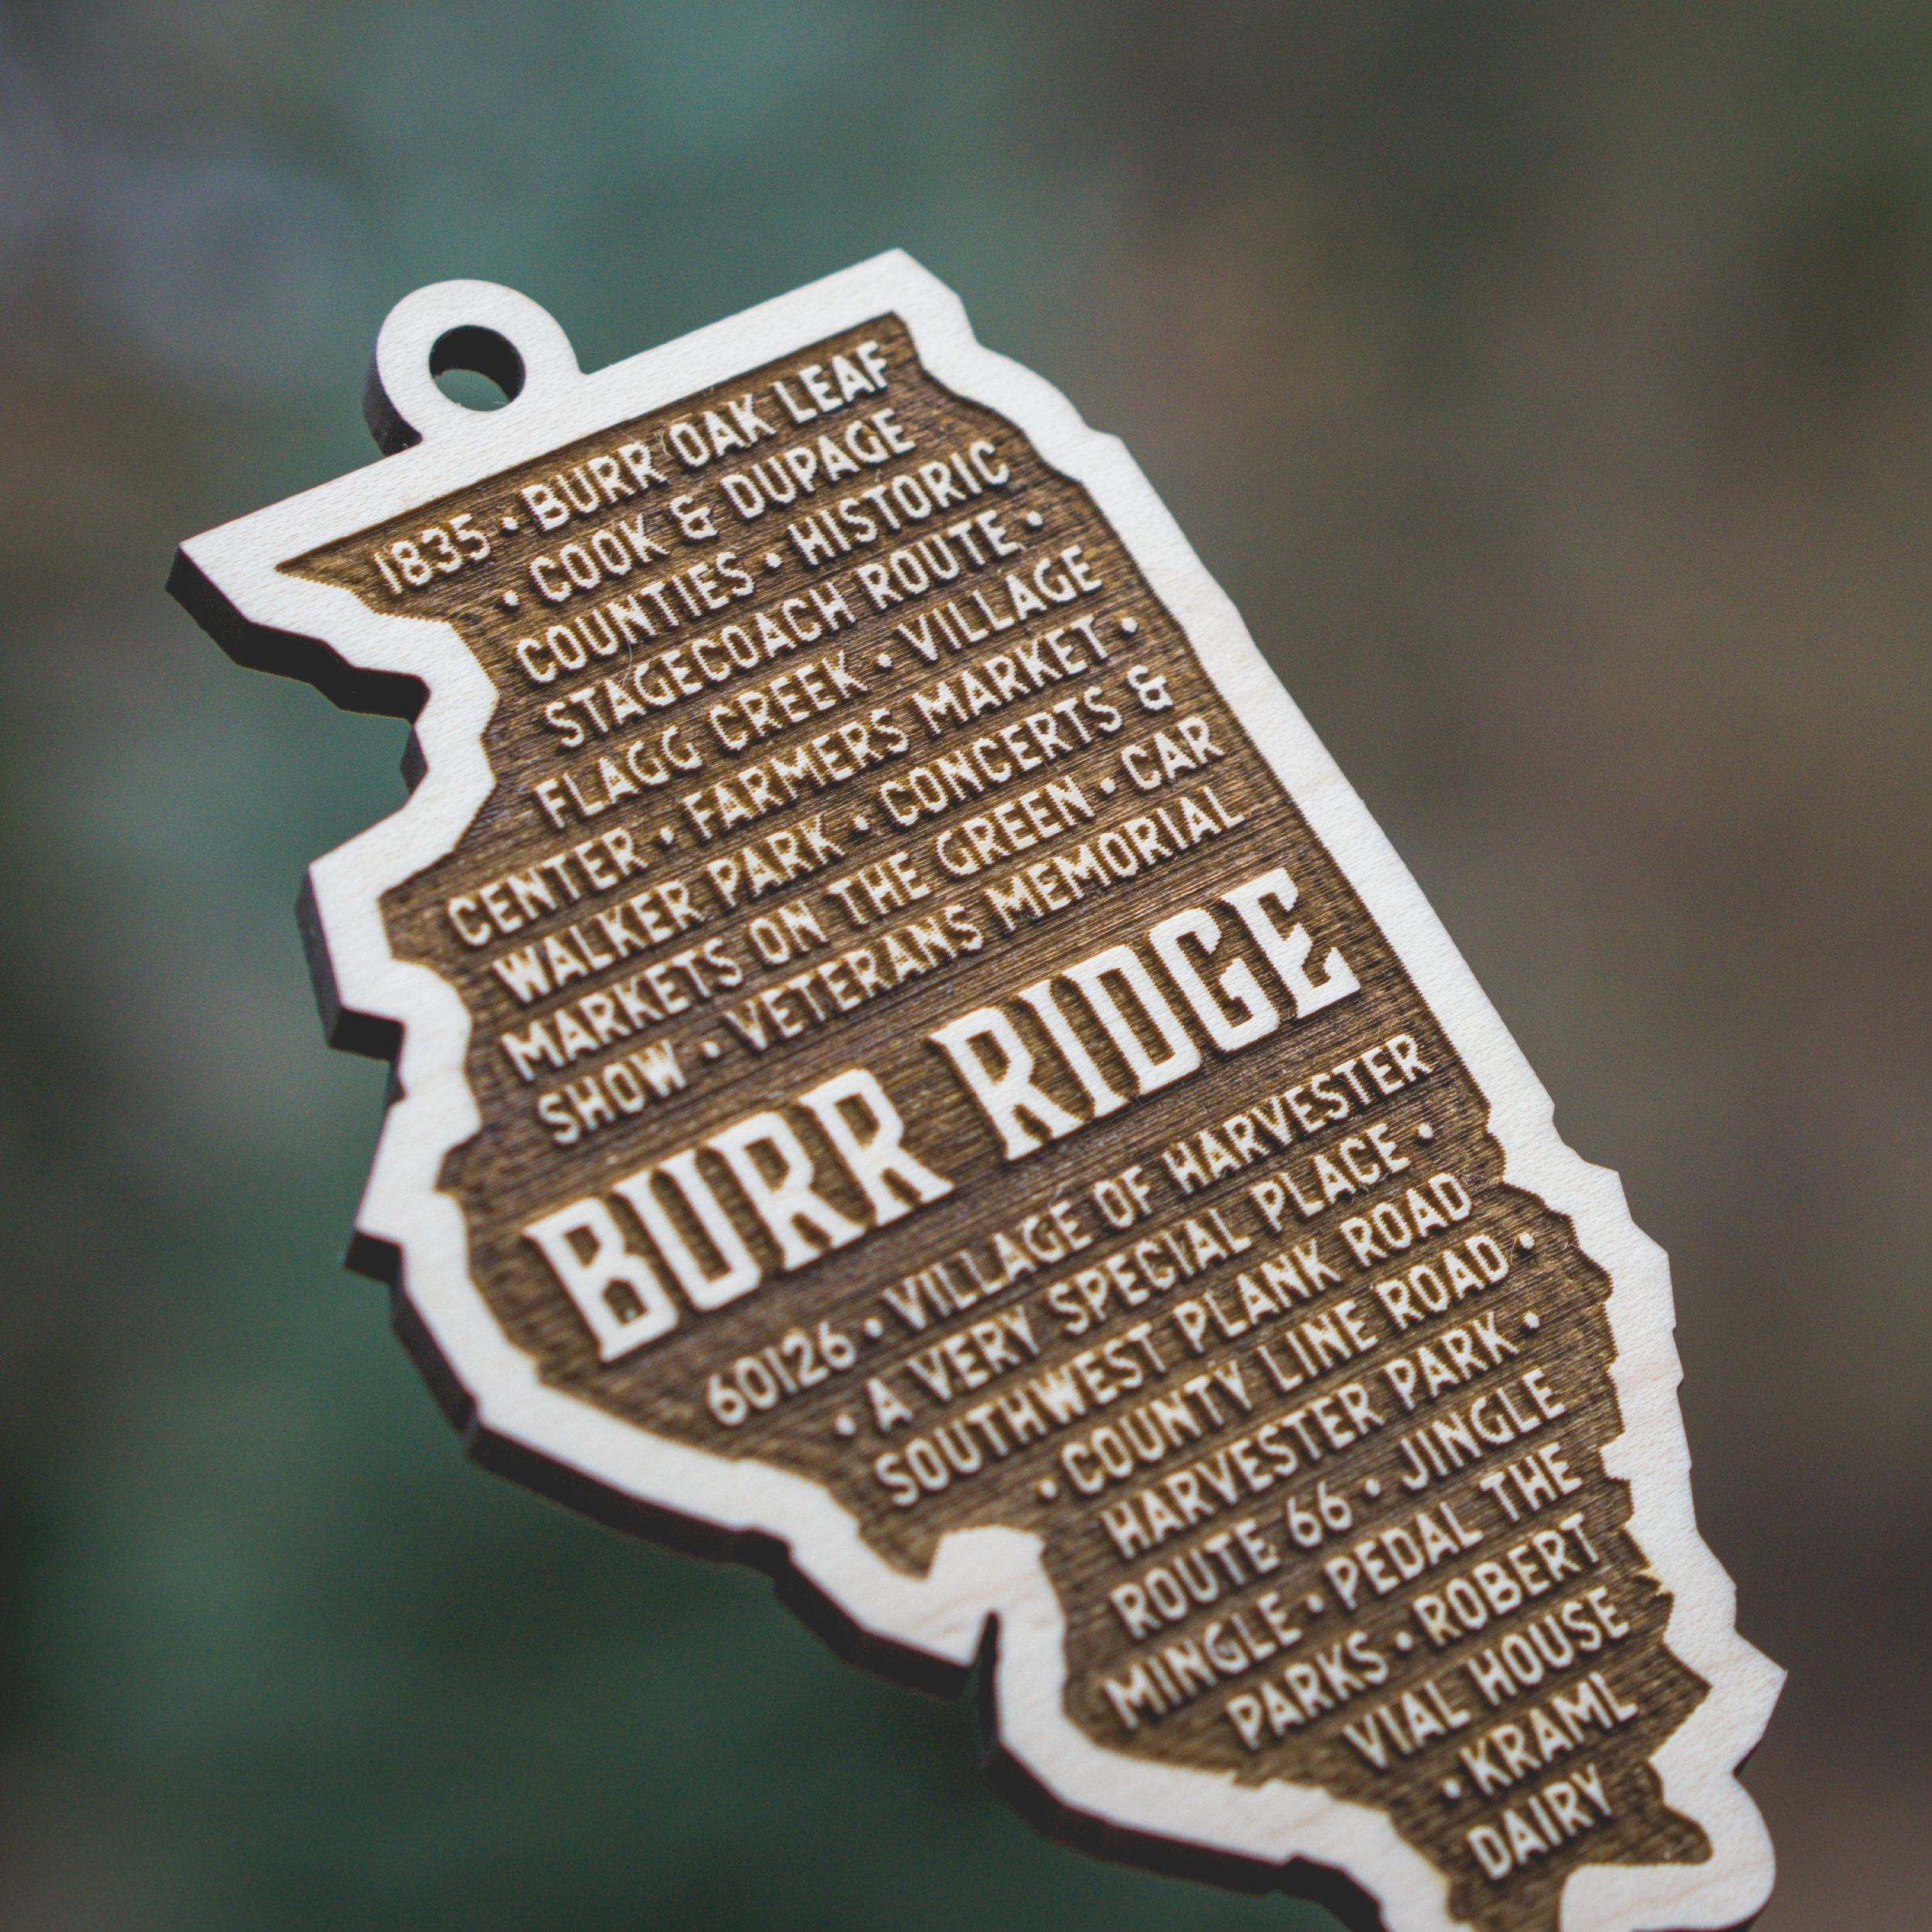 1835 • BURR OAK LEAF
• COOK & DUPAGE
COUNTIES • HISTORIC
STAGECOACH ROUTE •
FLAGG CREEK • VILLAGE
CENTER • FARMERS MARKET •
WALKER PARK • CONCERTS &
MARKETS ON THE GREEN • CAR
SHOW • VETERANS MEMORIAL
BURR RIDGE
60126 • VILLAGE OF HARVESTER
• A VERY SPECIAL PLACE •
SOUTHWEST PLANK ROAD
• COUNTY LINE ROAD •
HARVESTER PARK •
ROUTE 66 • JINGLE
MINGLE • PEDAL THE
PARKS • ROBERT
VIAL HOUSE
• KRAML
DAIRY